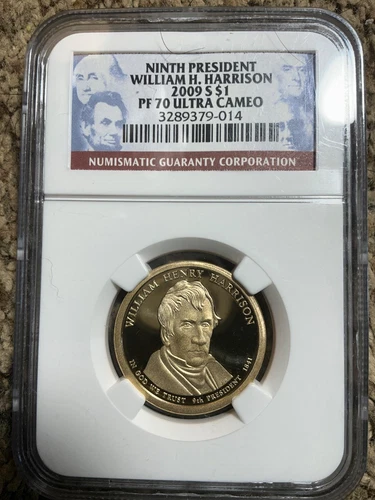 NINTH PRESIDENT
WILLIAM H. HARRISON
2009 S $1
PF 70 ULTRA CAMEO
3289379-014
NUMISMATIC GUARANTY CORPORATION
WILLIAM HENRY HARRISON
IN GOD WE TRUST 9th PRESIDENT 1841